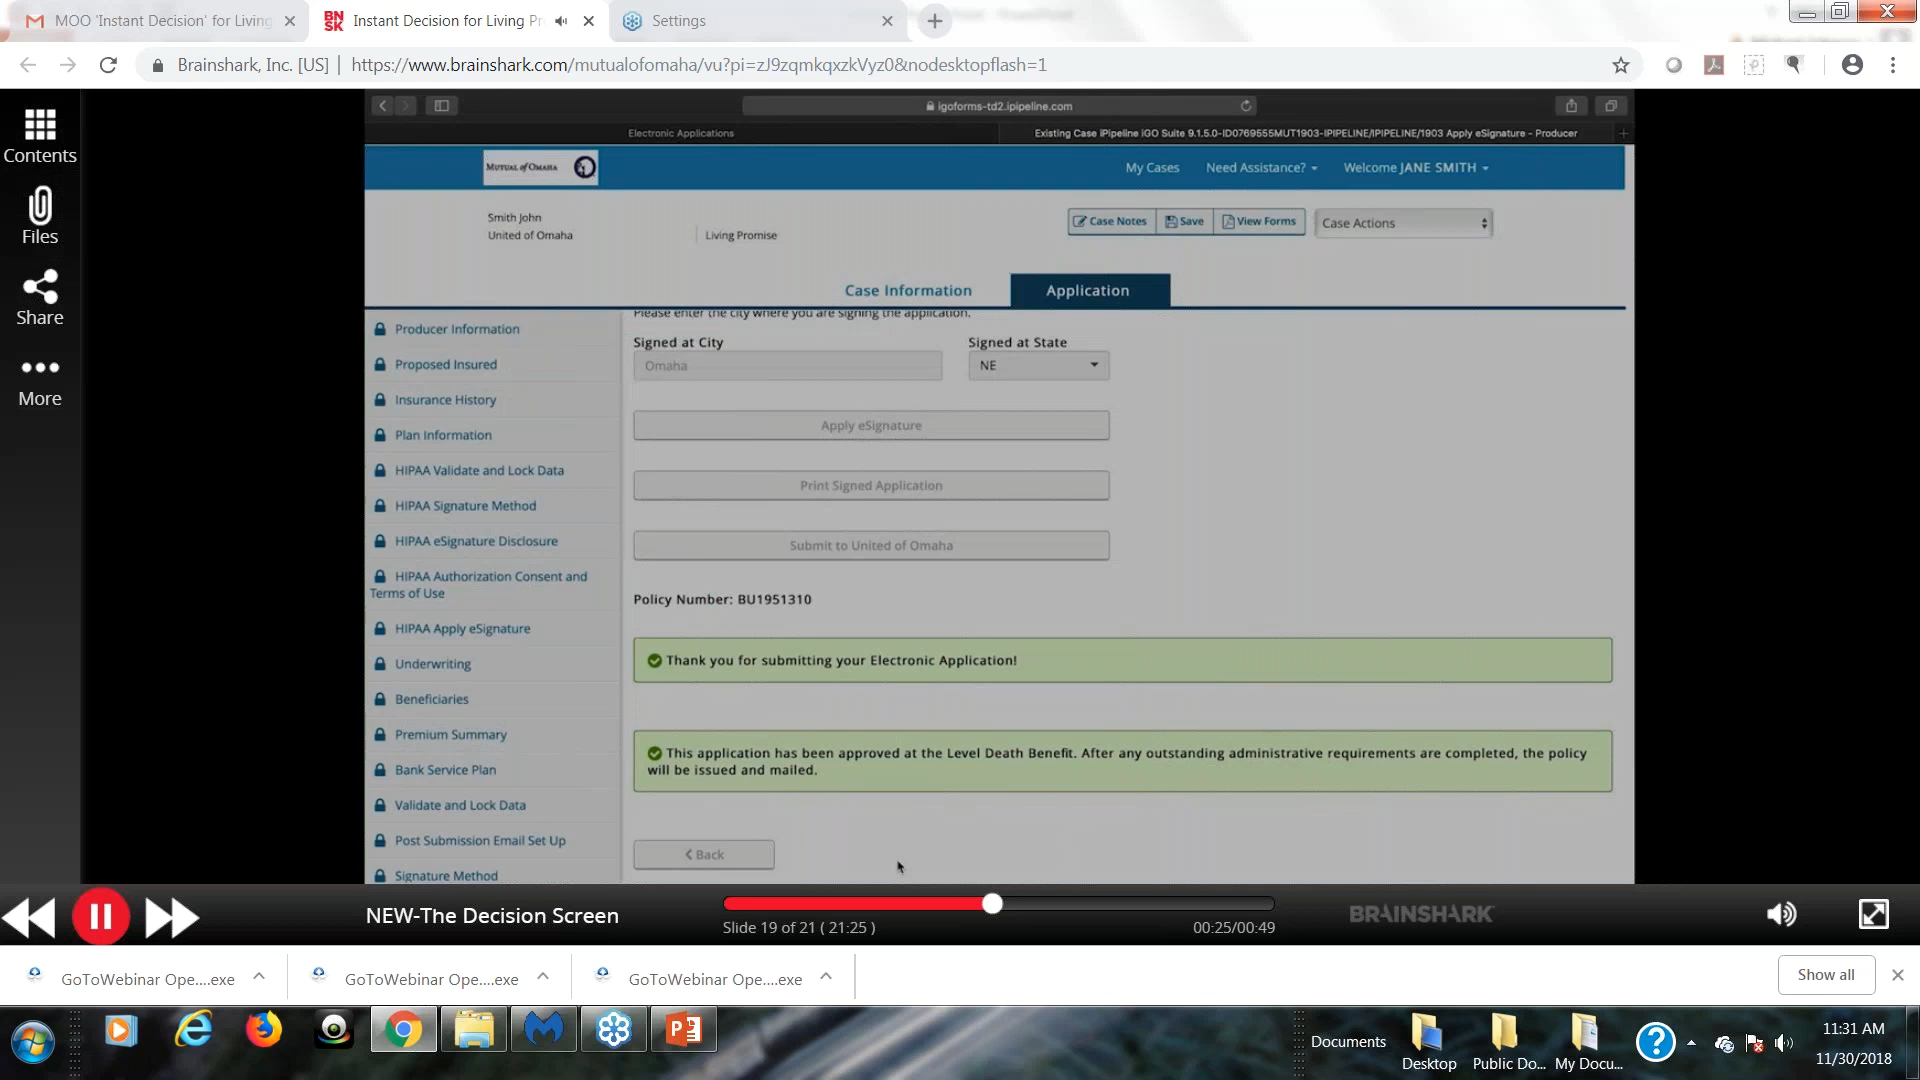 MOO 'Instant Decision' for Living
BN SK
Instant Decision for Living Pr
Settings
Brainshark, Inc. [US] | https://www.brainshark.com/mutualofomaha/vu?pi=zJ9zqmkqxzkVyz0&nodesktopflash=1
Contents
Files
Share
More
igoforms-td2.ipipeline.com
Electronic Applications
Existing Case iPipeline iGO Suite 9.1.5.0-ID0769555MUT1903-IPIPELINE/IPIPELINE/1903 Apply eSignature - Producer
MUTUAL of OMAHA
My Cases
Need Assistance?
Welcome JANE SMITH
Smith John
United of Omaha
Living Promise
Case Notes
Save
View Forms
Case Actions
Case Information
Application
Producer Information
Proposed Insured
Insurance History
Plan Information
HIPAA Validate and Lock Data
HIPAA Signature Method
HIPAA eSignature Disclosure
HIPAA Authorization Consent and
Terms of Use
HIPAA Apply eSignature
Underwriting
Beneficiaries
Premium Summary
Bank Service Plan
Validate and Lock Data
Post Submission Email Set Up
Signature Method
Please enter the city where you are signing the application.
Signed at City
Signed at State
Omaha
NE
Apply eSignature
Print Signed Application
Submit to United of Omaha
Policy Number: BU1951310
Thank you for submitting your Electronic Application!
This application has been approved at the Level Death Benefit. After any outstanding administrative requirements are completed, the policy
will be issued and mailed.
Back
NEW-The Decision Screen
Slide 19 of 21 ( 21:25 )
00:25/00:49
BRAINSHARK
GoToWebinar Ope....exe
GoToWebinar Ope....exe
GoToWebinar Ope....exe
Show all
Documents
Desktop
Public Do...
My Docu...
11:31 AM
11/30/2018